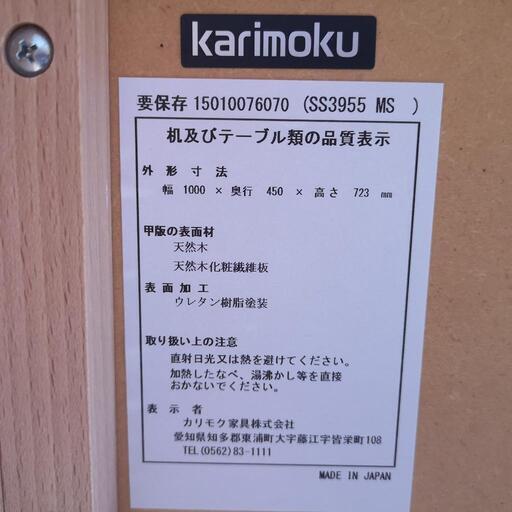 karimoku
要保存 15010076070 (SS3955 MS )
机及びテーブル類の品質表示
外形寸法
幅 1000 × 奥行 450 × 高さ 723 mm
甲版の表面材
天然木
天然木化粧繊維板
表面加工
ウレタン樹脂塗装
取り扱い上の注意
直射日光又は熱を避けてください。
加熱したなべ、湯沸かし等を直接
おかないでください。
表示者
カリモク家具株式会社
愛知県知多郡東浦町大字藤江字皆栄町108
TEL(0562)83-1111
MADE IN JAPAN